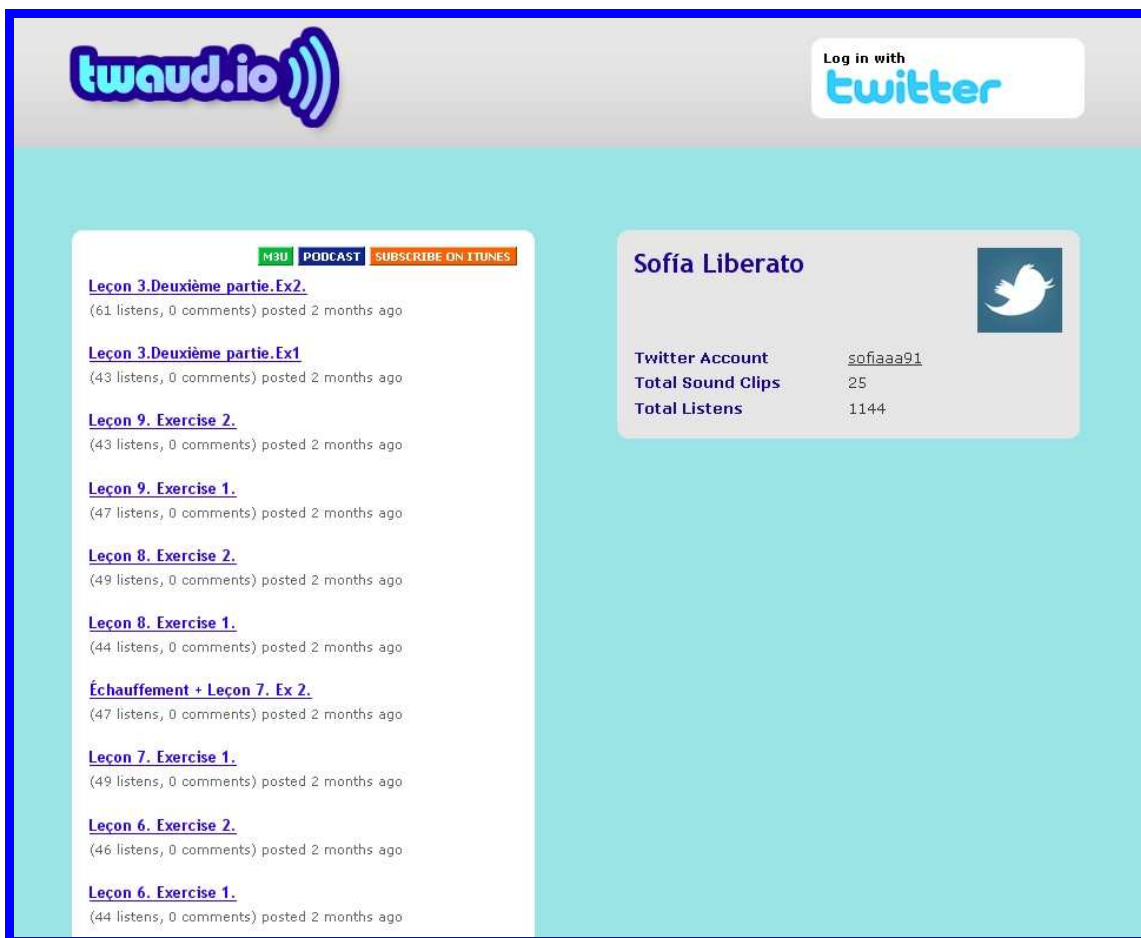 twaud.io
Log in with
twitter
M3U PODCAST SUBSCRIBE ON ITUNES
Leçon 3.Deuxième partie.Ex2.
(61 listens, 0 comments) posted 2 months ago
Leçon 3.Deuxième partie.Ex1
(43 listens, 0 comments) posted 2 months ago
Leçon 9. Exercise 2.
(43 listens, 0 comments) posted 2 months ago
Leçon 9. Exercise 1.
(47 listens, 0 comments) posted 2 months ago
Leçon 8. Exercise 2.
(49 listens, 0 comments) posted 2 months ago
Leçon 8. Exercise 1.
(44 listens, 0 comments) posted 2 months ago
Échauffement + Leçon 7. Ex 2.
(47 listens, 0 comments) posted 2 months ago
Leçon 7. Exercise 1.
(49 listens, 0 comments) posted 2 months ago
Leçon 6. Exercise 2.
(46 listens, 0 comments) posted 2 months ago
Leçon 6. Exercise 1.
(44 listens, 0 comments) posted 2 months ago
Sofía Liberato
Twitter Account sofiaaa91
Total Sound Clips 25
Total Listens 1144